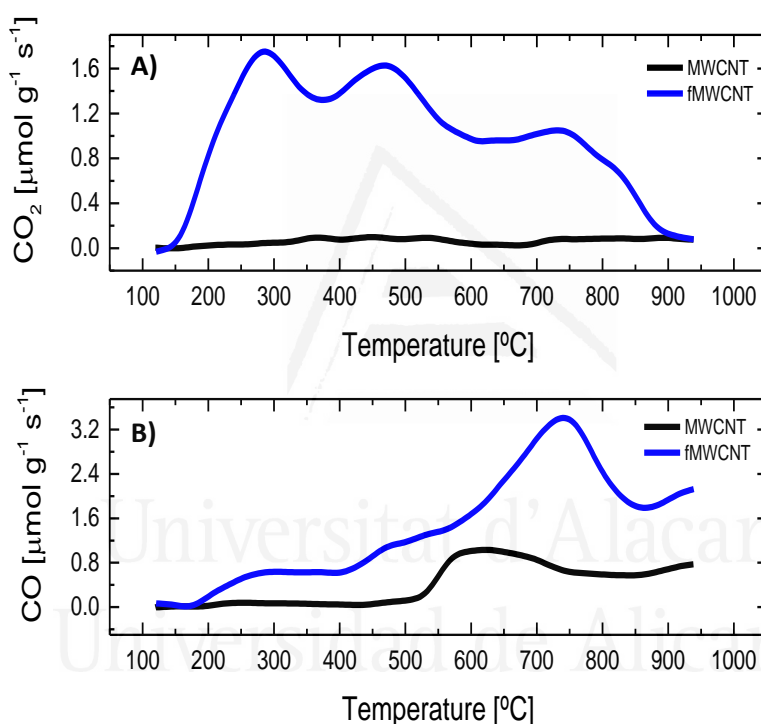 A)
MWCNT
fMWCNT
CO₂ [μmol g⁻¹ s⁻¹]
1.6
1.2
0.8
0.4
0.0
100 200 300 400 500 600 700 800 900 1000
Temperature [ºC]
B)
MWCNT
fMWCNT
CO [μmol g⁻¹ s⁻¹]
3.2
2.4
1.6
0.8
0.0
100 200 300 400 500 600 700 800 900 1000
Temperature [ºC]
Universitat d'Alacan
Universidad de Alican